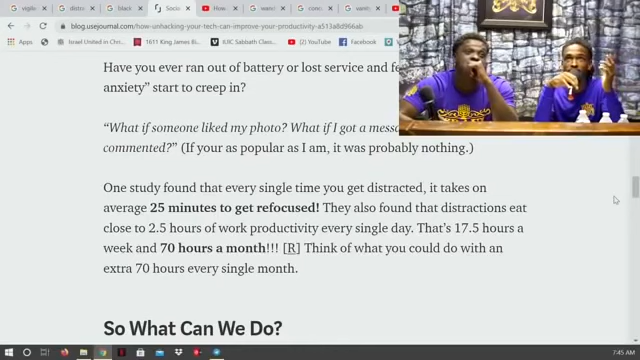 vigila
distr
black
Socia
How
wans
conc
wanto
You
blog.usejournal.com/how-unhacking-your-tech-can-improve-your-productivity-a513a8d966ab
Israel United in Chr...
1611 King James Bi...
IUIC Sabbath Class...
YouTube
Facebook
Have you ever ran out of battery or lost service and fe
anxiety” start to creep in?
“What if someone liked my photo? What if I got a messa
commented?” (If your as popular as I am, it was probably nothing.)
One study found that every single time you get distracted, it takes on
average 25 minutes to get refocused! They also found that distractions eat
close to 2.5 hours of work productivity every single day. That’s 17.5 hours a
week and 70 hours a month!!! [R] Think of what you could do with an
extra 70 hours every single month.
So What Can We Do?
7:45 AM